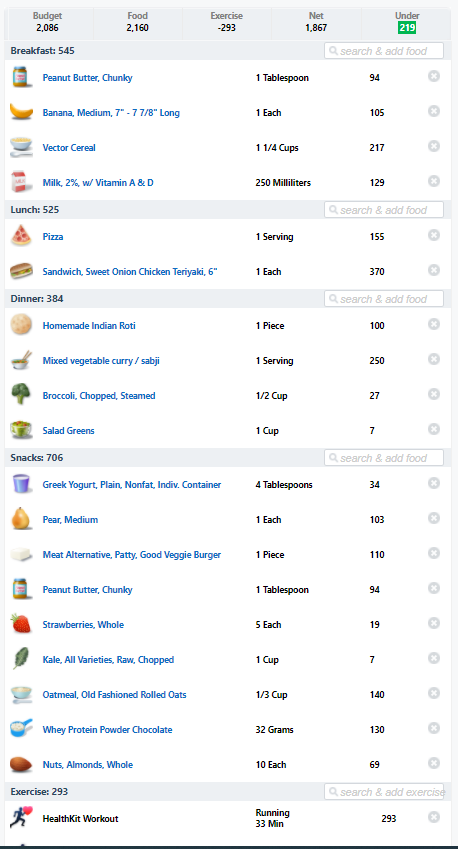 Budget Food Exercise Net Under
2,086 2,160 -293 1,867 219
Breakfast: 545 search & add food
Peanut Butter, Chunky 1 Tablespoon 94
Banana, Medium, 7" - 7 7/8" Long 1 Each 105
Vector Cereal 1 1/4 Cups 217
Milk, 2%, w/ Vitamin A & D 250 Milliliters 129
Lunch: 525 search & add food
Pizza 1 Serving 155
Sandwich, Sweet Onion Chicken Teriyaki, 6" 1 Each 370
Dinner: 384 search & add food
Homemade Indian Roti 1 Piece 100
Mixed vegetable curry / sabji 1 Serving 250
Broccoli, Chopped, Steamed 1/2 Cup 27
Salad Greens 1 Cup 7
Snacks: 706 search & add food
Greek Yogurt, Plain, Nonfat, Indiv. Container 4 Tablespoons 34
Pear, Medium 1 Each 103
Meat Alternative, Patty, Good Veggie Burger 1 Piece 110
Peanut Butter, Chunky 1 Tablespoon 94
Strawberries, Whole 5 Each 19
Kale, All Varieties, Raw, Chopped 1 Cup 7
Oatmeal, Old Fashioned Rolled Oats 1/3 Cup 140
Whey Protein Powder Chocolate 32 Grams 130
Nuts, Almonds, Whole 10 Each 69
Exercise: 293 search & add exercise
HealthKit Workout Running 293
33 Min